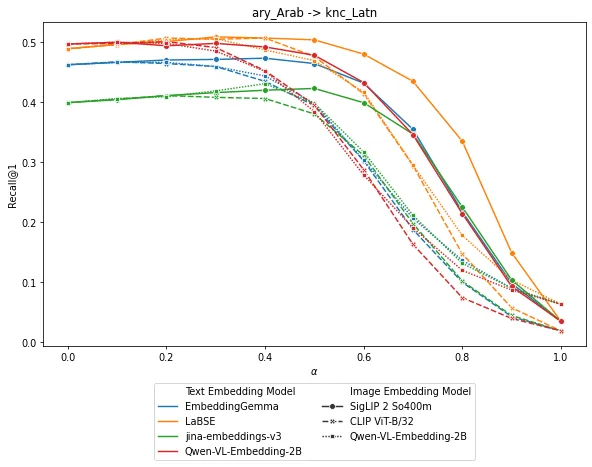 ary_Arab -> knc_Latn
Recall@1
0.5
0.4
0.3
0.2
0.1
0.0
0.0 0.2 0.4 0.6 0.8 1.0
α
Text Embedding Model
EmbeddingGemma
LaBSE
jina-embeddings-v3
Qwen-VL-Embedding-2B
Image Embedding Model
SigLIP 2 So400m
CLIP ViT-B/32
Qwen-VL-Embedding-2B